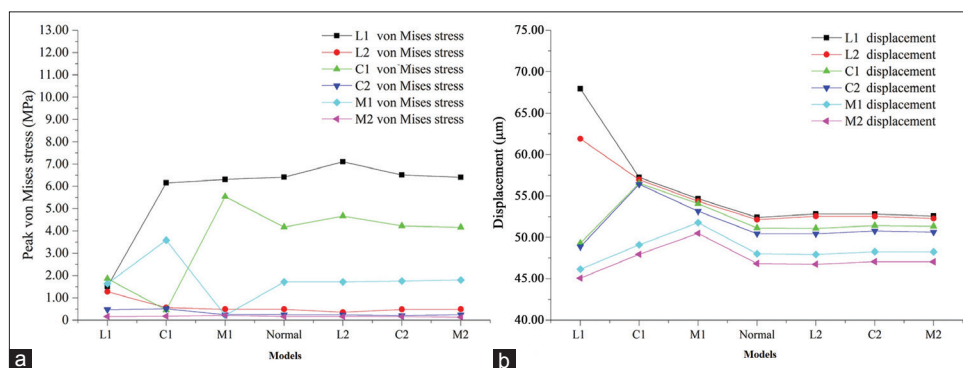 13.00
12.00
11.00
10.00
9.00
8.00
7.00
6.00
5.00
4.00
3.00
2.00
1.00
0
Peak von Mises stress (MPa)
L1 von Mises stress
L2 von Mises stress
C1 von Mises stress
C2 von Mises stress
M1 von Mises stress
M2 von Mises stress
L1 C1 M1 Normal L2 C2 M2
Models
a
75.00
70.00
65.00
60.00
55.00
50.00
45.00
40.00
Displacement (μm)
L1 displacement
L2 displacement
C1 displacement
C2 displacement
M1 displacement
M2 displacement
L1 C1 M1 Normal L2 C2 M2
Models
b